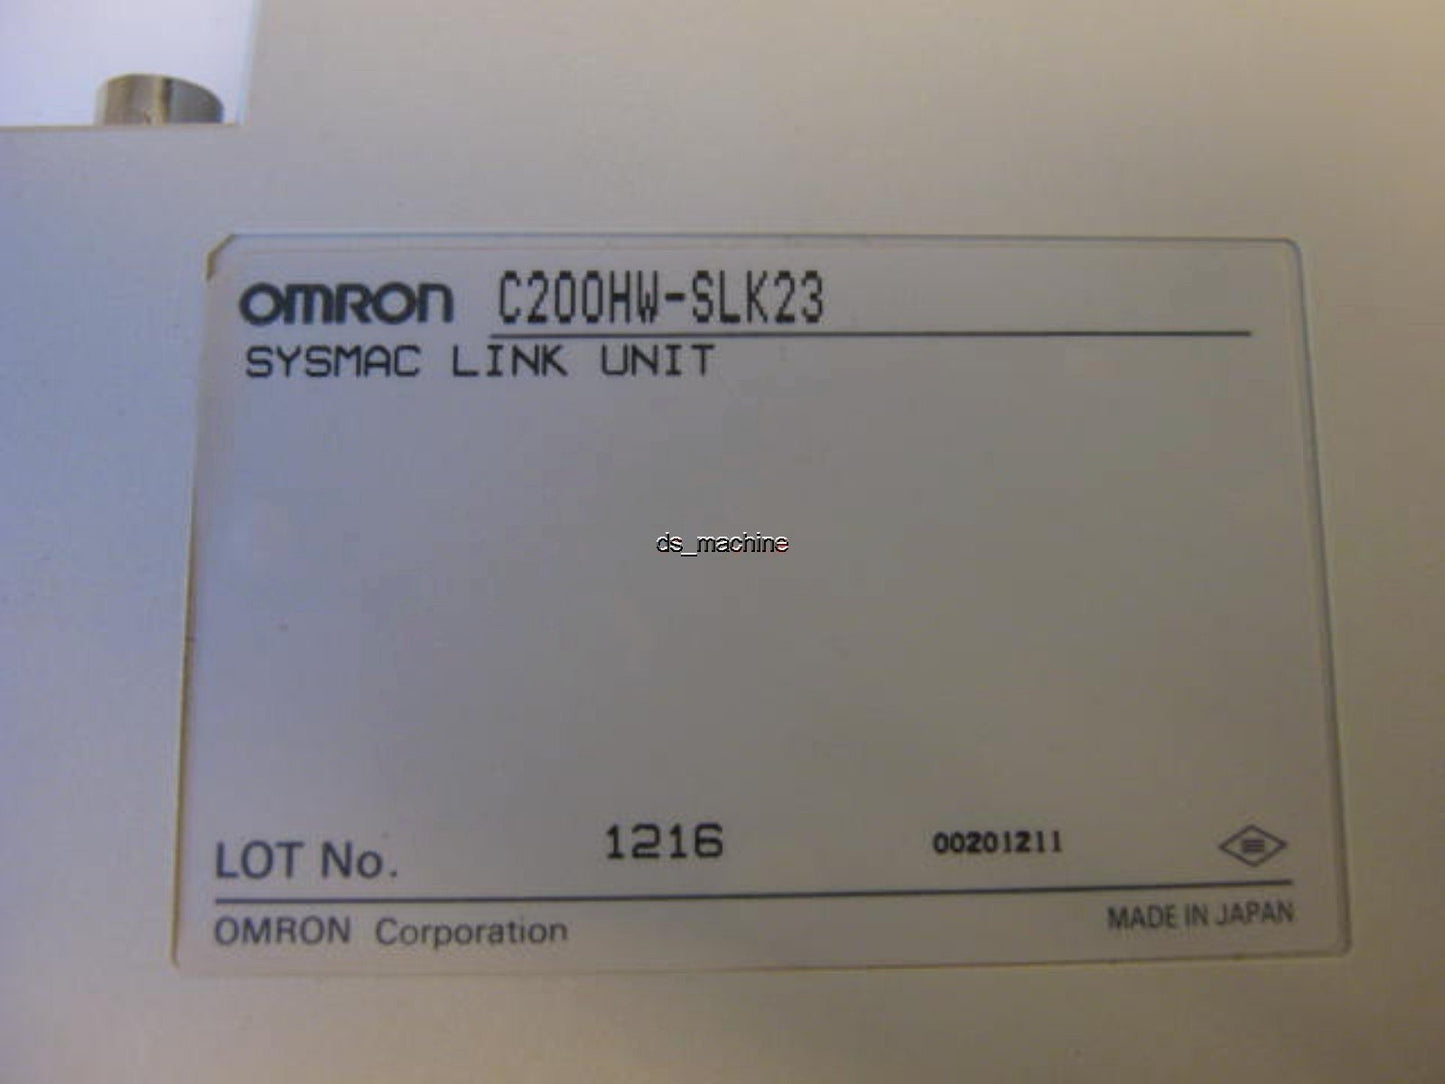 OMRON C200HW-SLK23
SYSMAC LINK UNIT
ds_machine
LOT No. 1216 00201211
OMRON Corporation MADE IN JAPAN